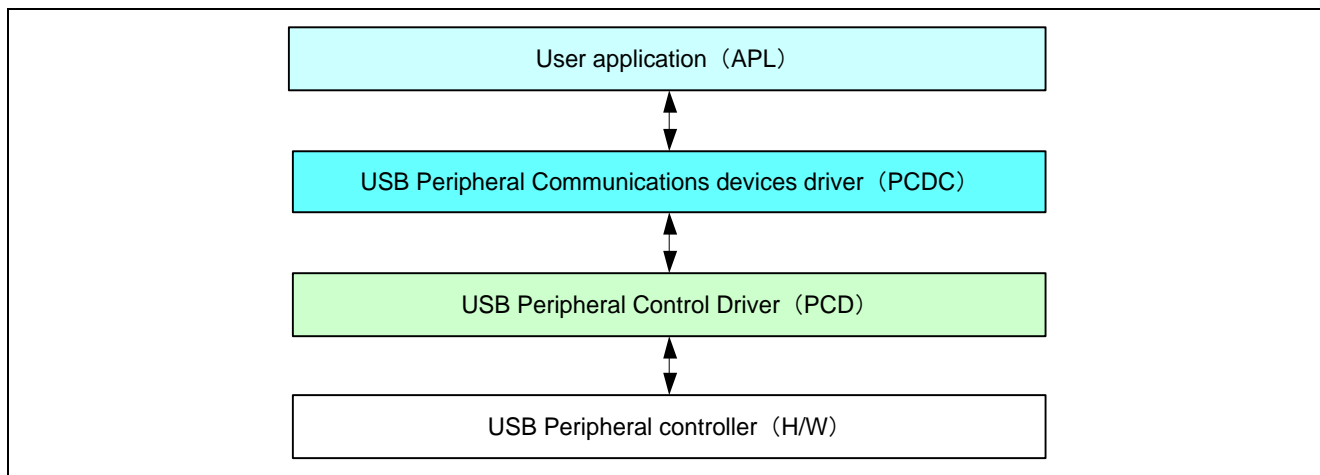 User application（APL）
USB Peripheral Communications devices driver（PCDC）
USB Peripheral Control Driver（PCD）
USB Peripheral controller（H/W）